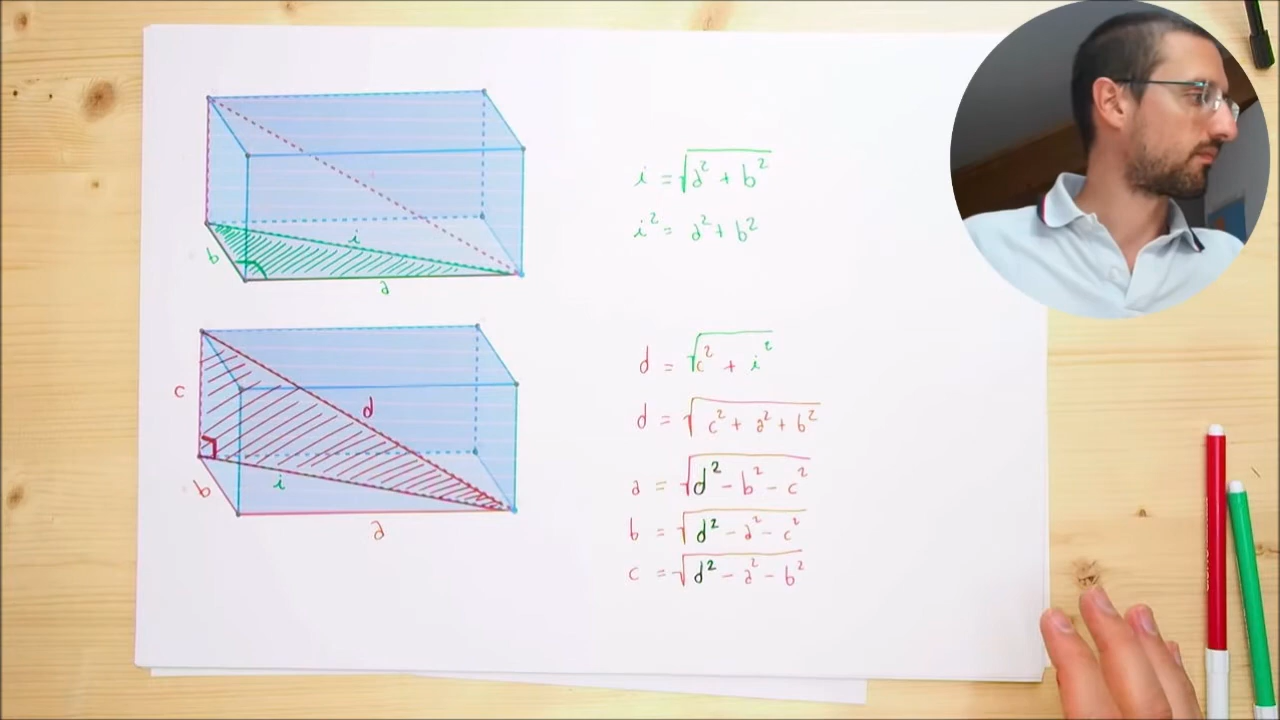 i = √a² + b²
i² = a² + b²
i
b
a
d = √c² + i²
d = √c² + a² + b²
a = √d² - b² - c²
b = √d² - a² - c²
c = √d² - a² - b²
c
d
i
b
a